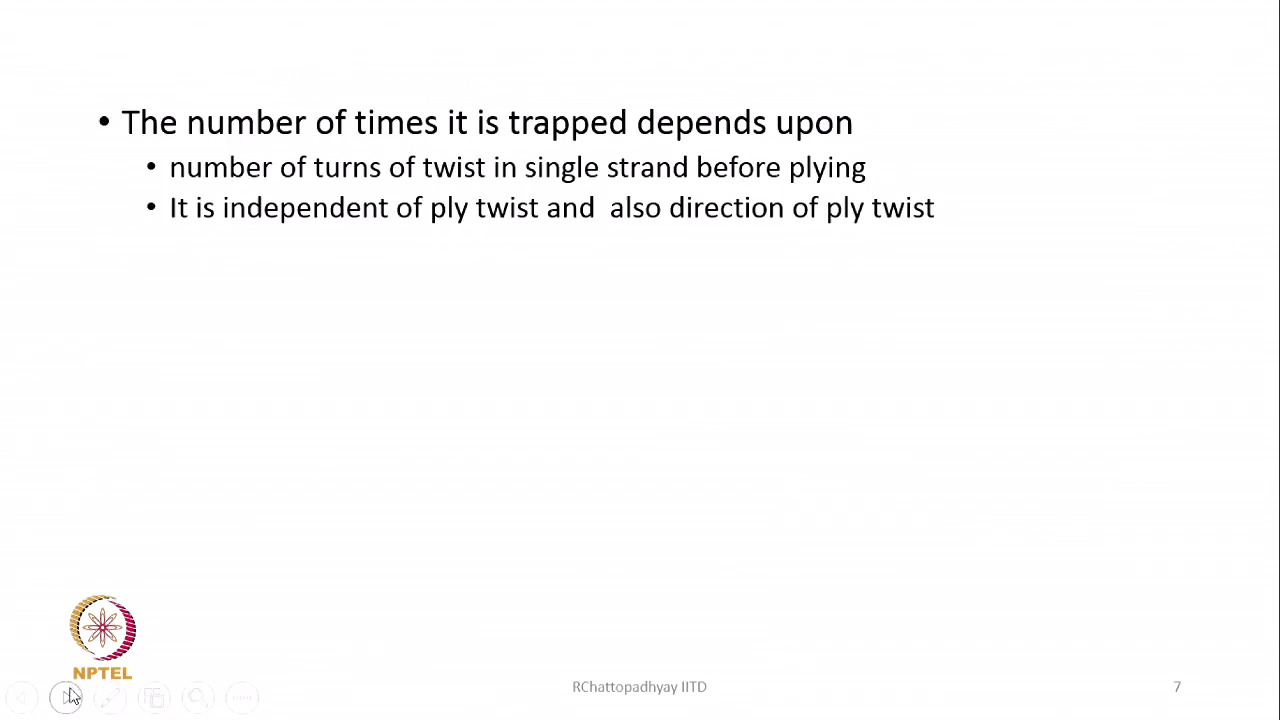 • The number of times it is trapped depends upon
• number of turns of twist in single strand before plying
• It is independent of ply twist and  also direction of ply twist
NPTEL
RChattopadhyay IITD
7